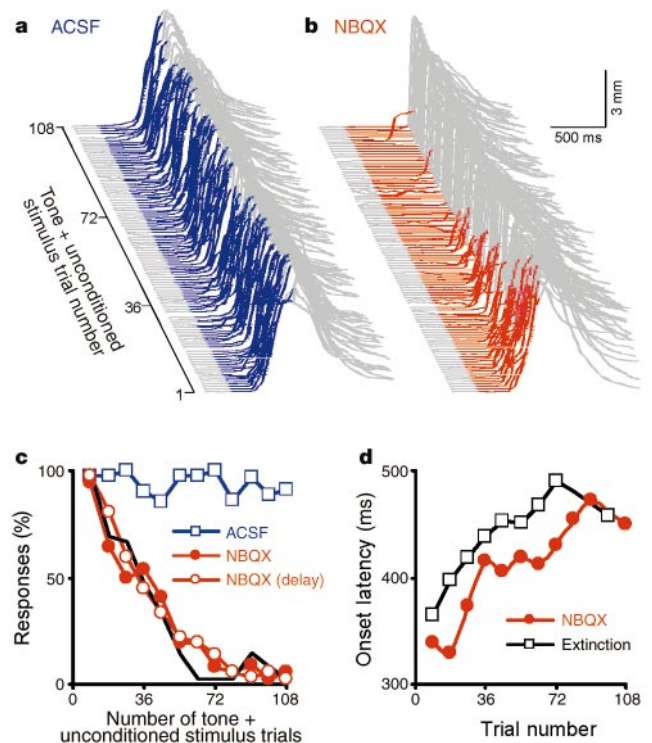 a ACSF
b NBQX
3 mm
500 ms
108
72
36
1
Tone + unconditioned
stimulus trial number
c
100
50
0
Responses (%)
ACSF
NBQX
NBQX (delay)
0 36 72 108
Number of tone +
unconditioned stimulus trials
d
500
400
300
Onset latency (ms)
NBQX
Extinction
0 36 72 108
Trial number